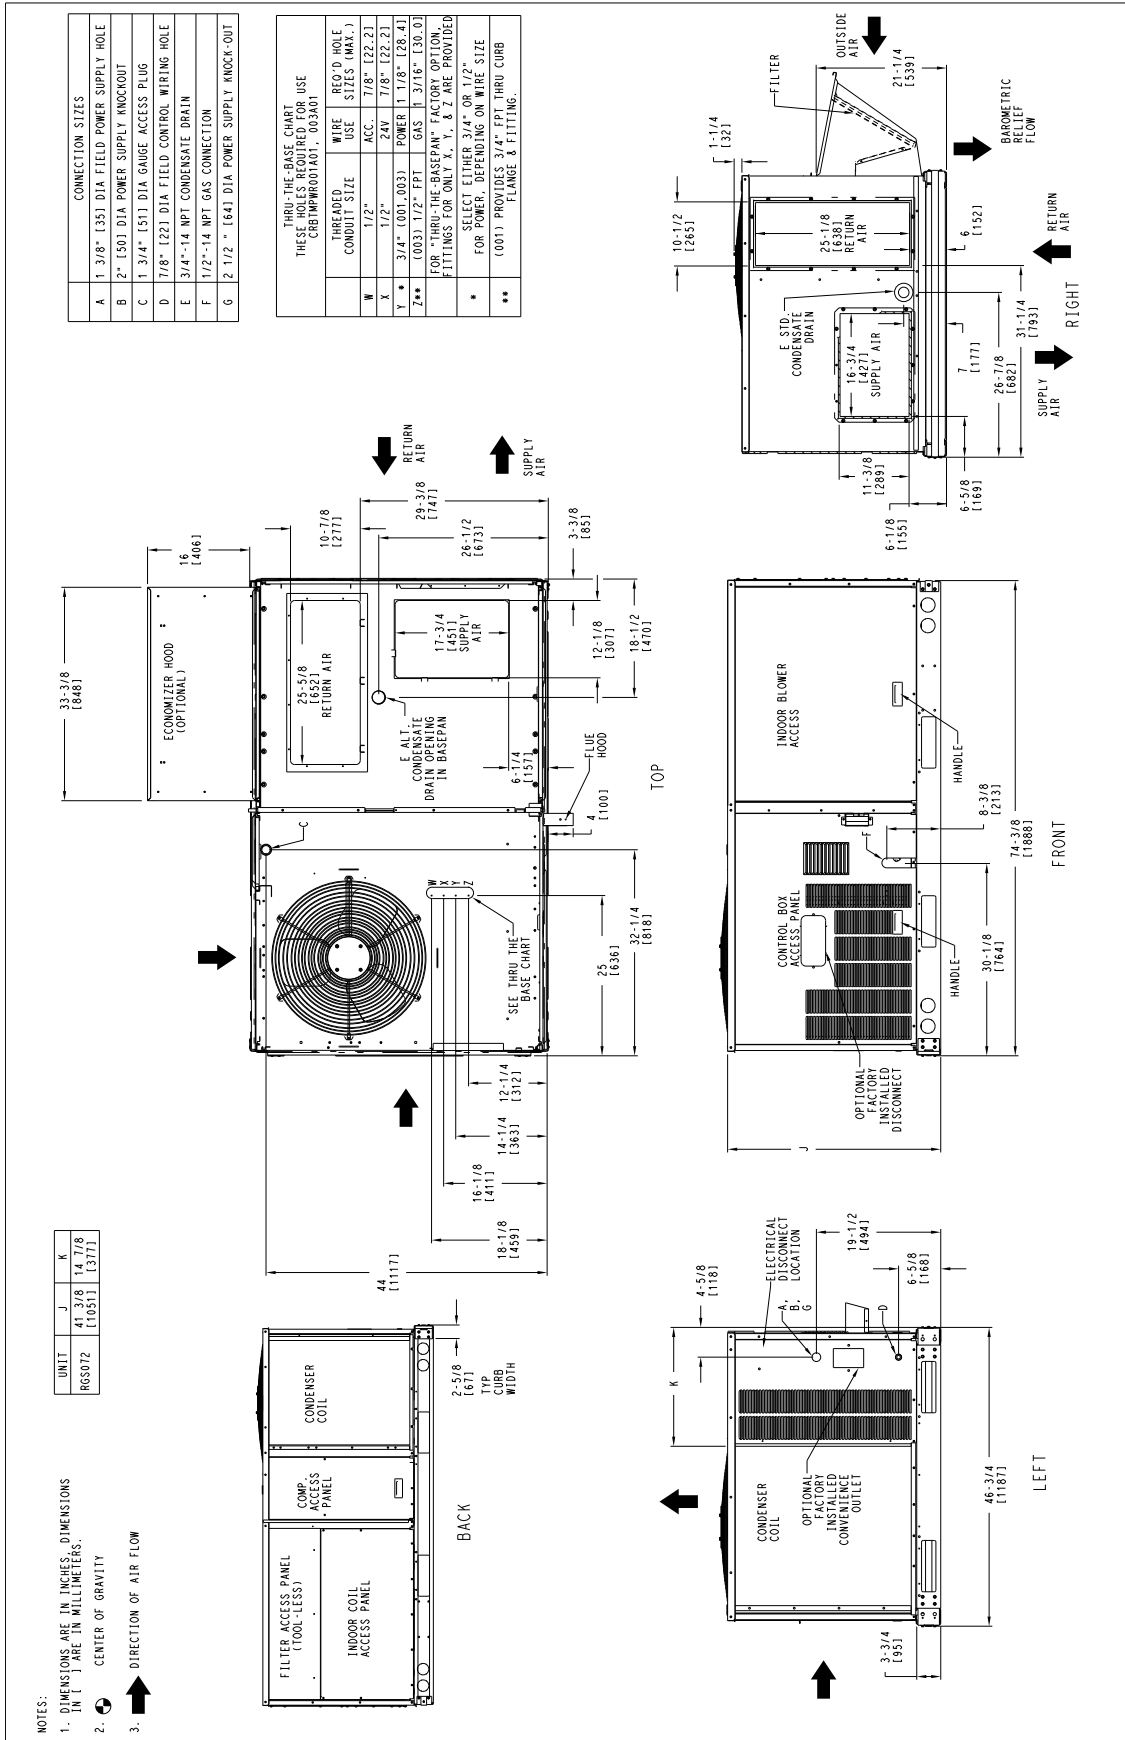 NOTES:
1. DIMENSIONS ARE IN INCHES, DIMENSIONS
IN [ ] ARE IN MILLIMETERS.
2. CENTER OF GRAVITY
3. DIRECTION OF AIR FLOW
UNIT J K
RGS072 41 3/8 [1051] 14 7/8 [377]
CONNECTION SIZES
A 1 3/8" [35] DIA FIELD POWER SUPPLY HOLE
B 2" [50] DIA POWER SUPPLY KNOCKOUT
C 1 3/4" [51] DIA GAUGE ACCESS PLUG
D 7/8" [22] DIA FIELD CONTROL WIRING HOLE
E 3/4"-14 NPT CONDENSATE DRAIN
F 1/2"-14 NPT GAS CONNECTION
G 2 1/2 " [64] DIA POWER SUPPLY KNOCK-OUT
THRU-THE-BASE CHART
THESE HOLES REQUIRED FOR USE
CRBTMPWR001A01, 003A01
THREADED CONDUIT SIZE WIRE USE REQ'D HOLE SIZES (MAX.)
W 1/2" ACC. 7/8" [22.2]
X 1/2" 24V 7/8" [22.2]
Y * 3/4" (001,003) POWER 1 1/8" [28.4]
Z** (003) 1/2" FPT GAS 1 3/16" [30.0]
FOR "THRU-THE-BASEPAN" FACTORY OPTION,
FITTINGS FOR ONLY X, Y, & Z ARE PROVIDED
* SELECT EITHER 3/4" OR 1/2"
FOR POWER, DEPENDING ON WIRE SIZE
** (001) PROVIDES 3/4" FPT THRU CURB
FLANGE & FITTING.
FILTER ACCESS PANEL
(TOOL-LESS)
INDOOR COIL
ACCESS PANEL
COMP.
ACCESS
PANEL
CONDENSER
COIL
2-5/8
[67]
TYP
CURB
WIDTH
BACK
44
[1117]
18-1/8
[459]
16-1/8
[411]
14-1/4
[363]
12-1/4
[312]
33-3/8
[848]
ECONOMIZER HOOD
(OPTIONAL)
16
[406]
C
W
X
Y
Z
*SEE THRU THE
BASE CHART
25
[636]
32-1/4
[818]
25-5/8
[652]
RETURN AIR
E ALT.
CONDENSATE
DRAIN OPENING
IN BASEPAN
17-3/4
[451]
SUPPLY
AIR
6-1/4
[157]
4
[100]
FLUE
HOOD
12-1/8
[307]
18-1/2
[470]
3-3/8
[85]
10-7/8
[277]
29-3/8
[747]
26-1/2
[673]
RETURN
AIR
SUPPLY
AIR
TOP
CONDENSER
COIL
OPTIONAL
FACTORY
INSTALLED
CONVENIENCE
OUTLET
K
4-5/8
[118]
ELECTRICAL
DISCONNECT
LOCATION
A,
B,
G
D
19-1/2
[494]
6-5/8
[168]
3-3/4
[95]
46-3/4
[1187]
LEFT
J
OPTIONAL
FACTORY
INSTALLED
DISCONNECT
CONTROL BOX
ACCESS PANEL
HANDLE
F
INDOOR BLOWER
ACCESS
HANDLE
30-1/8
[764]
8-3/8
[213]
74-3/8
[1888]
FRONT
10-1/2
[265]
1-1/4
[32]
FILTER
OUTSIDE
AIR
21-1/4
[539]
BAROMETRIC
RELIEF
FLOW
25-1/8
[638]
RETURN
AIR
E STD.
CONDENSATE
DRAIN
16-3/4
[427]
SUPPLY AIR
11-3/8
[289]
6-1/8
[155]
6-5/8
[169]
7
[177]
6
[152]
26-7/8
[682]
31-1/4
[793]
SUPPLY
AIR
RETURN
AIR
RIGHT